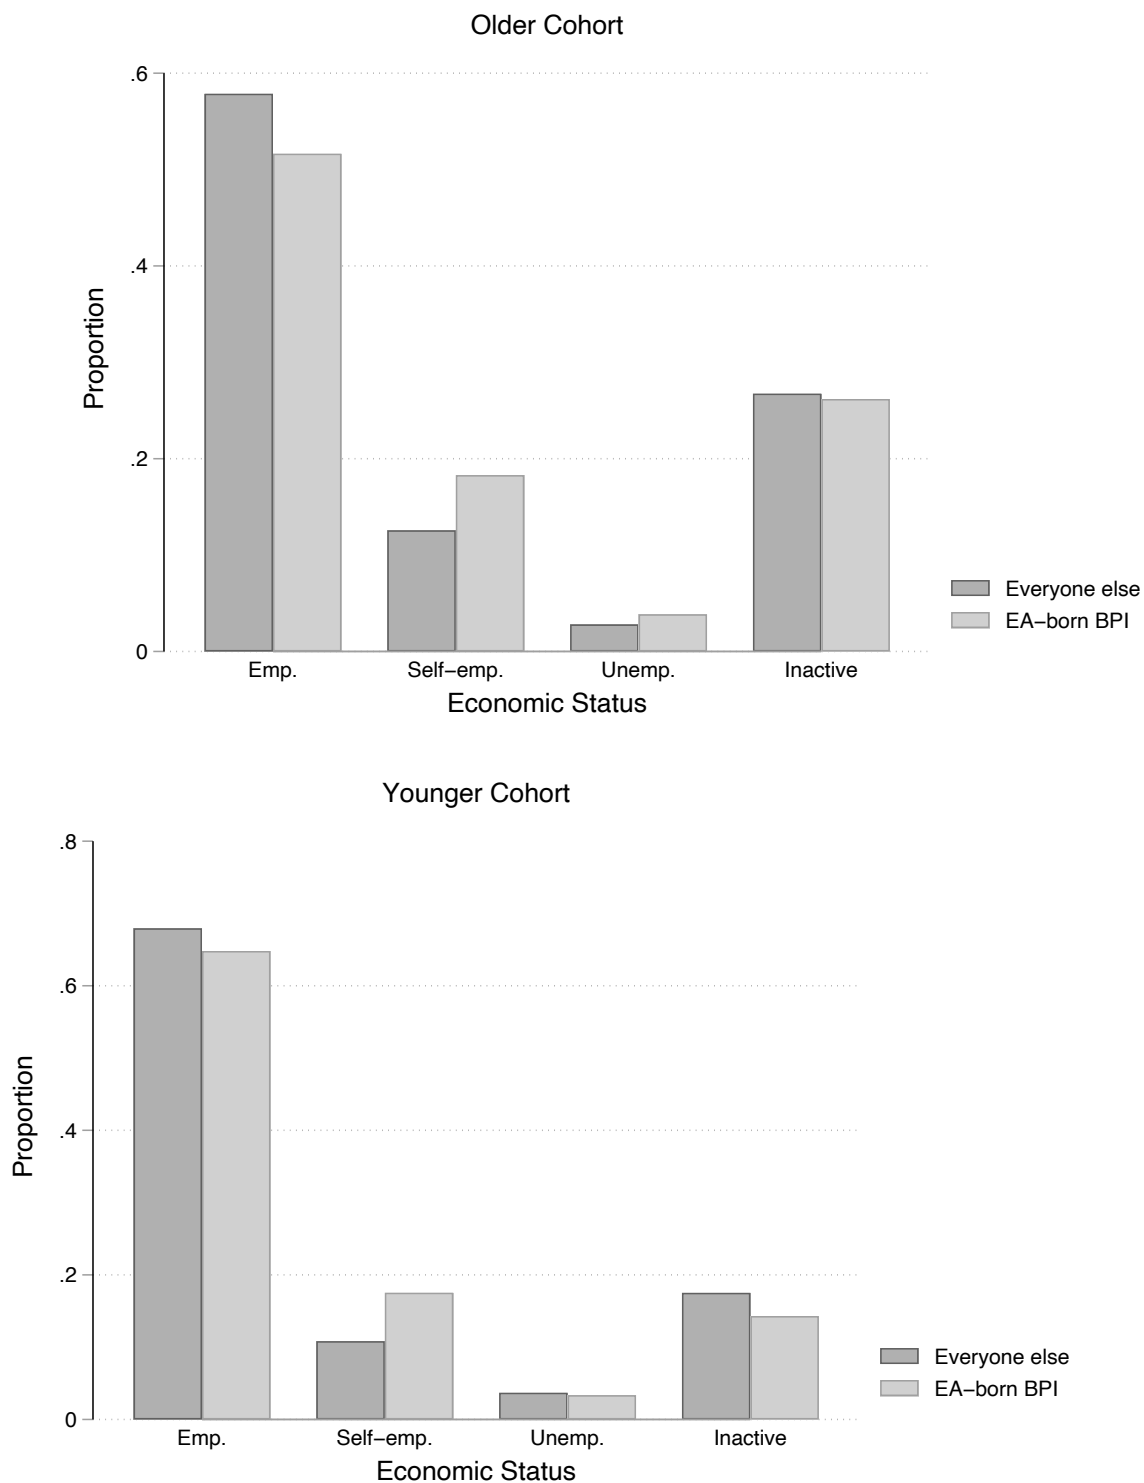 Older Cohort
.6
.4
.2
0
Proportion
Emp. Self−emp. Unemp. Inactive
Economic Status
Everyone else
EA−born BPI
Younger Cohort
.8
.6
.4
.2
0
Proportion
Emp. Self−emp. Unemp. Inactive
Economic Status
Everyone else
EA−born BPI